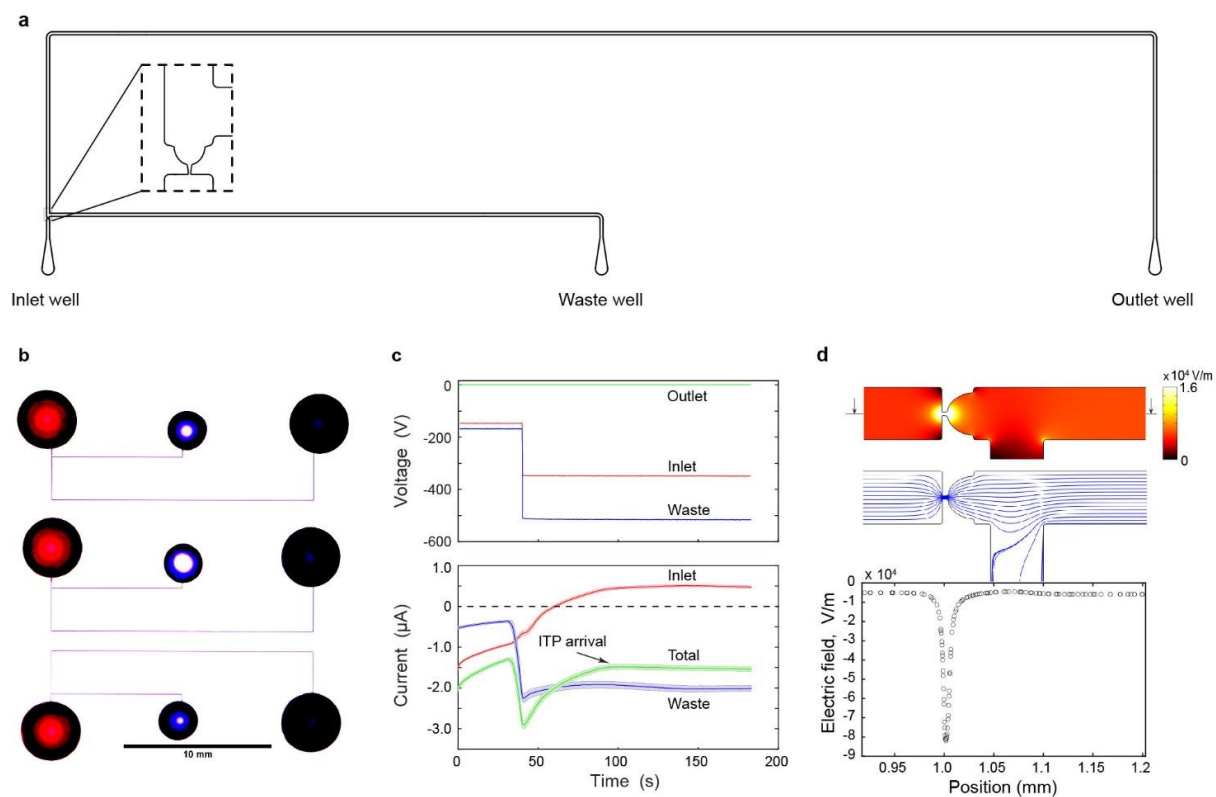 a
Inlet well
Waste well
Outlet well
b
10 mm
c
0
-200
-400
-600
Voltage (V)
Outlet
Inlet
Waste
1.0
0
-1.0
-2.0
-3.0
Current (µA)
Inlet
ITP arrival
Total
Waste
0
50
100
150
200
Time (s)
d
x 10⁴ V/m
1.6
0
x 10⁴
0
-1
-2
-3
-4
-5
-6
-7
-8
-9
Electric field, V/m
0.95
1.0
1.05
1.1
1.15
1.2
Position (mm)